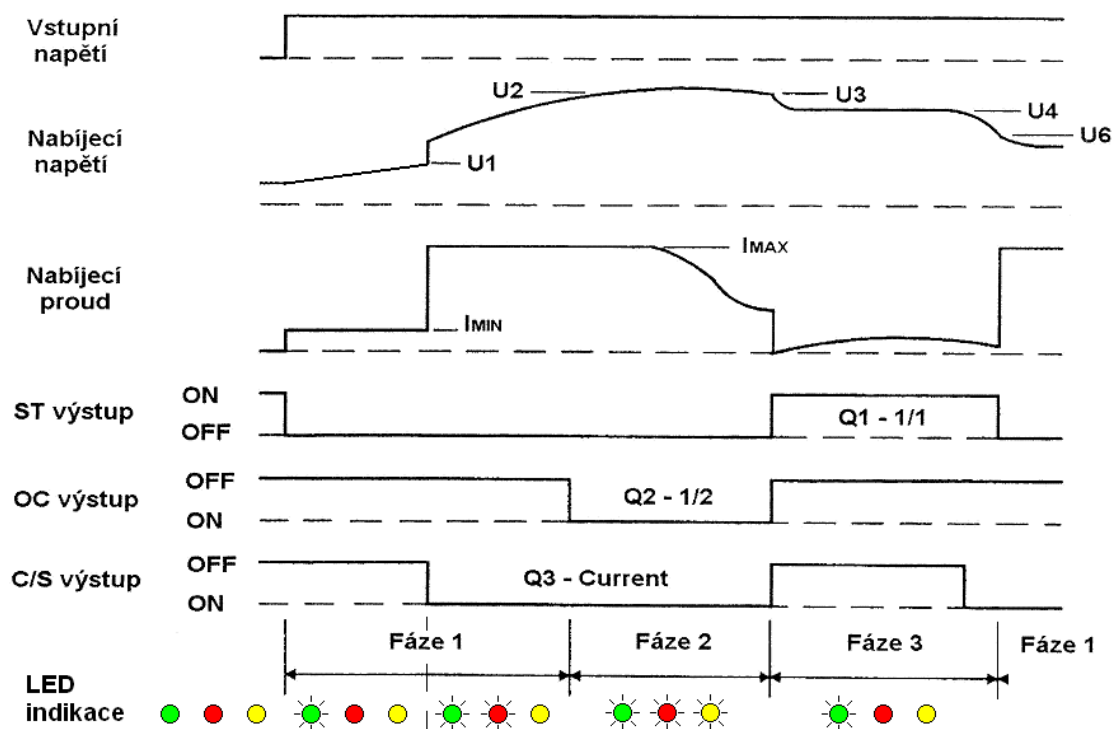 Vstupní
napětí
Nabíjecí
napětí
U1
U2
U3
U4
U6
Nabíjecí
proud
IMIN
IMAX
ST výstup
ON
OFF
Q1 - 1/1
OC výstup
OFF
ON
Q2 - 1/2
C/S výstup
OFF
ON
Q3 - Current
Fáze 1
Fáze 2
Fáze 3
Fáze 1
LED
indikace